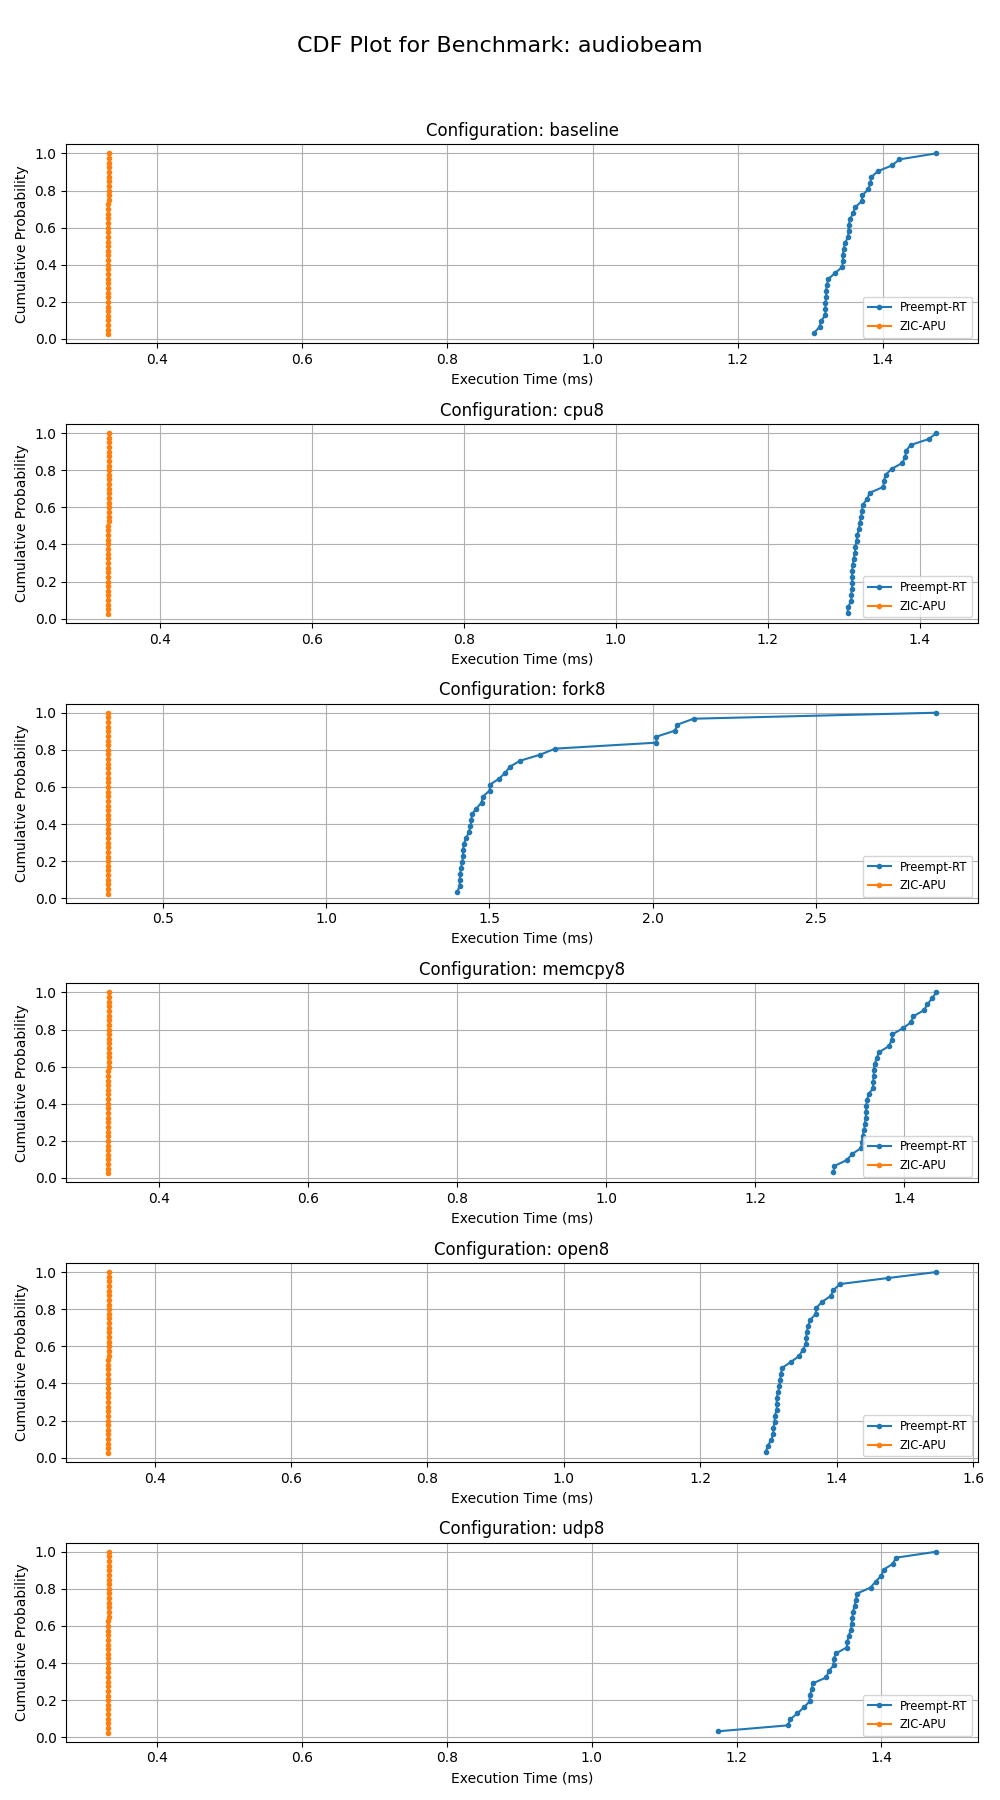 CDF Plot for Benchmark: audiobeam
Configuration: baseline
Cumulative Probability
1.0
0.8
0.6
0.4
0.2
0.0
Preempt-RT
ZIC-APU
0.4 0.6 0.8 1.0 1.2 1.4
Execution Time (ms)
Configuration: cpu8
Cumulative Probability
1.0
0.8
0.6
0.4
0.2
0.0
Preempt-RT
ZIC-APU
0.4 0.6 0.8 1.0 1.2 1.4
Execution Time (ms)
Configuration: fork8
Cumulative Probability
1.0
0.8
0.6
0.4
0.2
0.0
Preempt-RT
ZIC-APU
0.5 1.0 1.5 2.0 2.5
Execution Time (ms)
Configuration: memcpy8
Cumulative Probability
1.0
0.8
0.6
0.4
0.2
0.0
Preempt-RT
ZIC-APU
0.4 0.6 0.8 1.0 1.2 1.4
Execution Time (ms)
Configuration: open8
Cumulative Probability
1.0
0.8
0.6
0.4
0.2
0.0
Preempt-RT
ZIC-APU
0.4 0.6 0.8 1.0 1.2 1.4 1.6
Execution Time (ms)
Configuration: udp8
Cumulative Probability
1.0
0.8
0.6
0.4
0.2
0.0
Preempt-RT
ZIC-APU
0.4 0.6 0.8 1.0 1.2 1.4
Execution Time (ms)